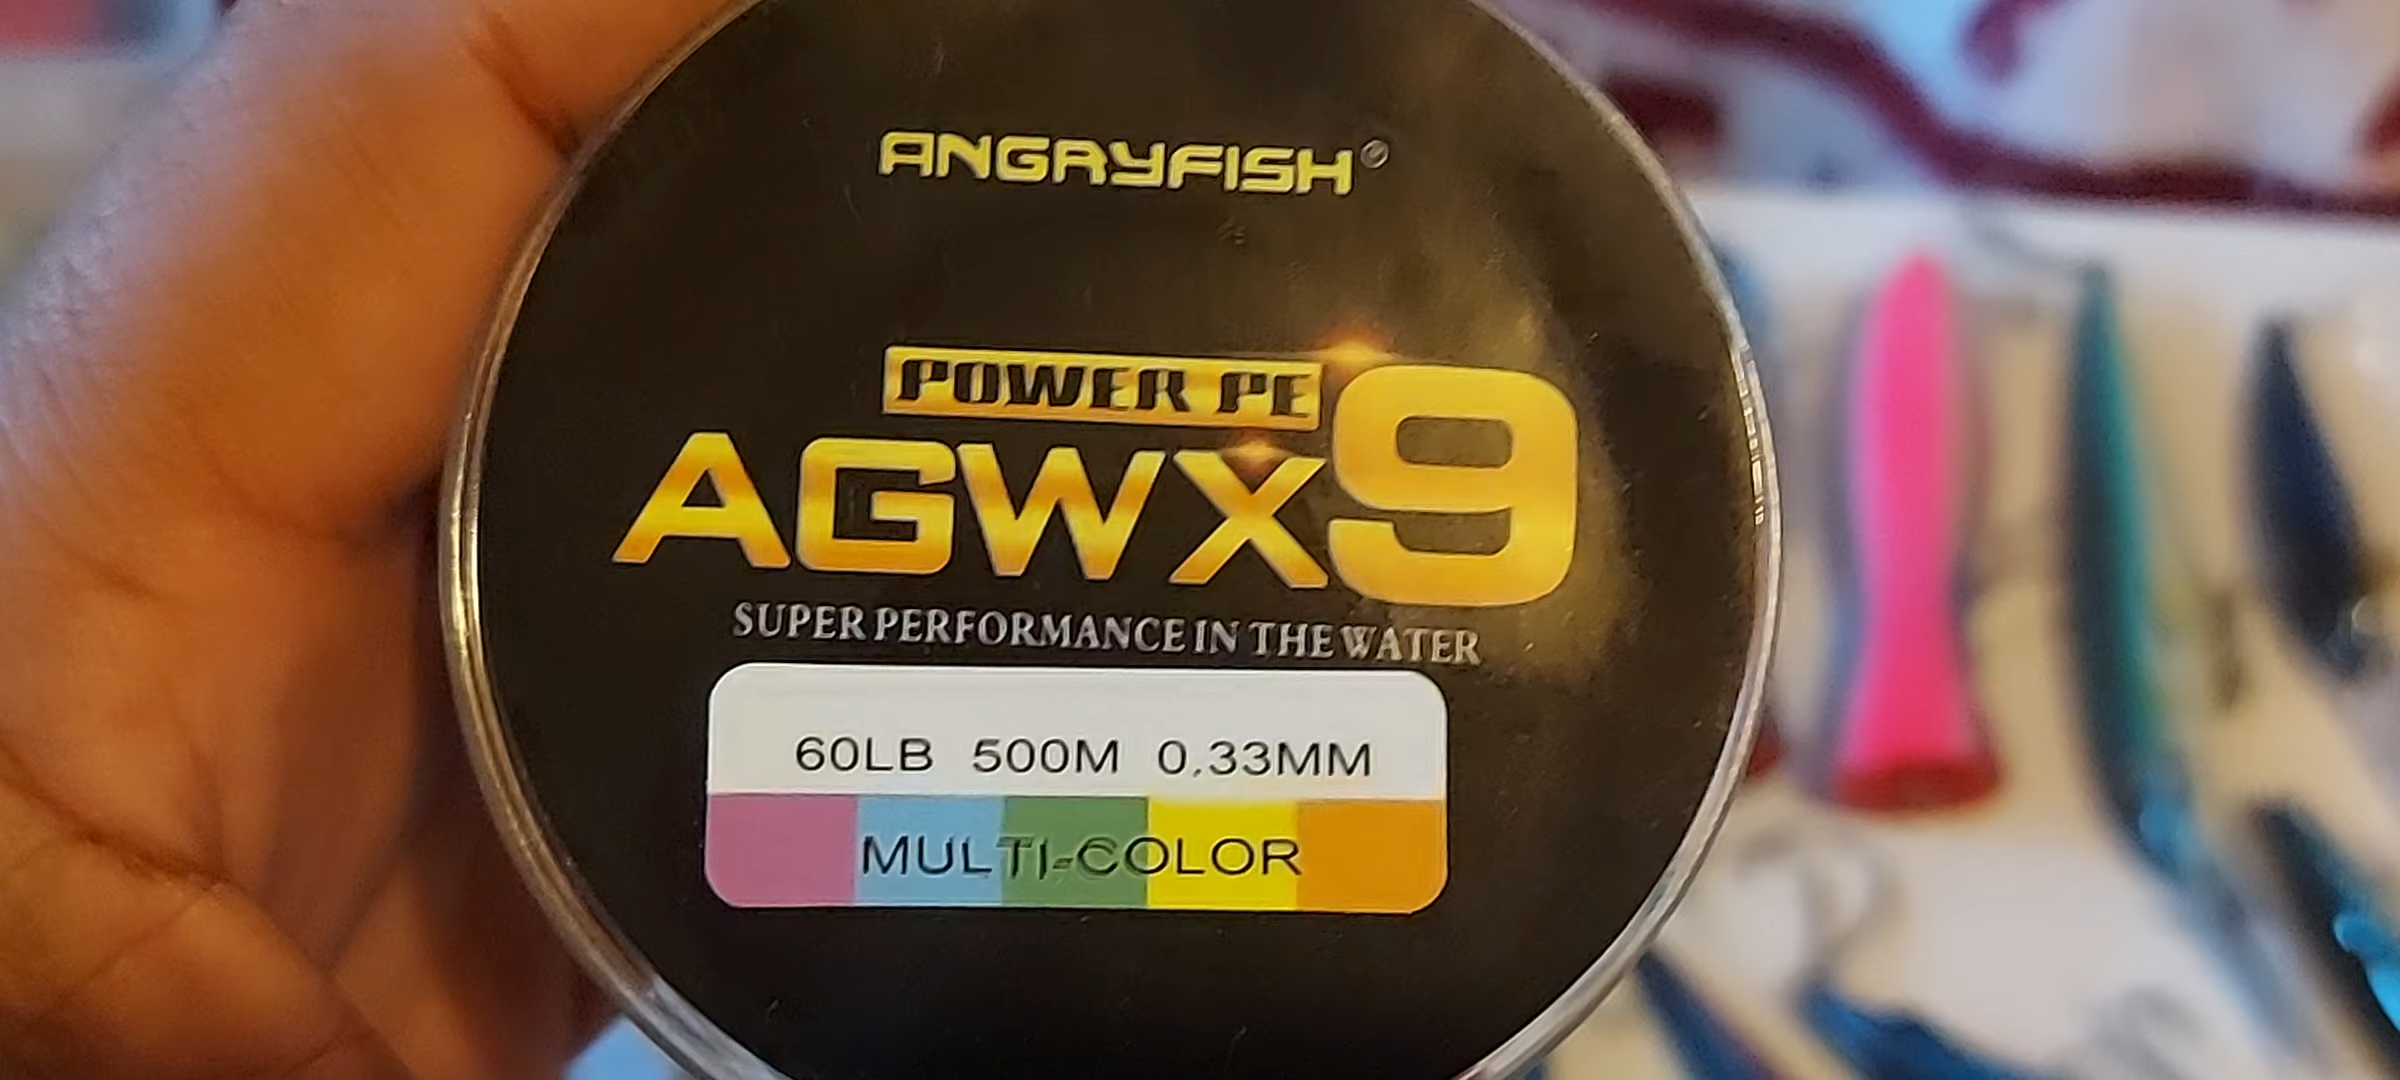 ANGRYFISH®
POWER PE
AGWX9
SUPER PERFORMANCE IN THE WATER
60LB 500M 0.33MM
MULTI-COLOR